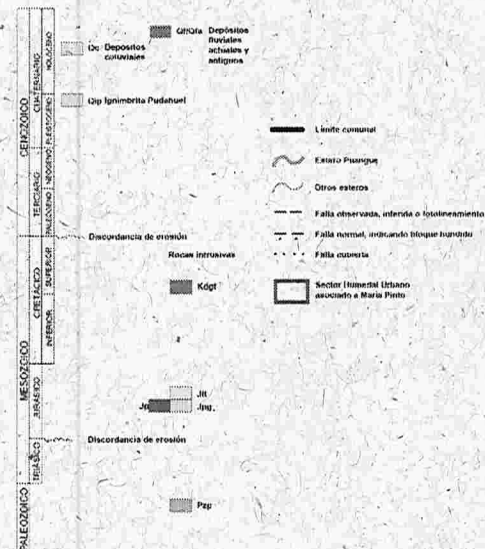 Qf/Qfa Depósitos
fluviales
actuales y
antiguos
Qc Depositos
coluviales
Qip Ignimbrita Pudahuel
CENOZOICO
CUATERNARIO
HOLOCENO
PLEISTOCENO
TERCIARIO
NEOGENO
PALEOGENO
Límite comunal
Estero Puangue
Otros esteros
Falla observada, inferida o fotolineamiento
Falla normal, indicando bloque hundido
Falla cubierta
Sector Humedal Urbano
asociado a María Pinto
Discordancia de erosión
Rocas intrusivas
Kdgt
MESOZOICO
CRETÁCICO
SUPERIOR
INFERIOR
JURÁSICO
TRIÁSICO
Jlt
Jpg
Discordancia de erosión
PALEOZOICO
Pzp